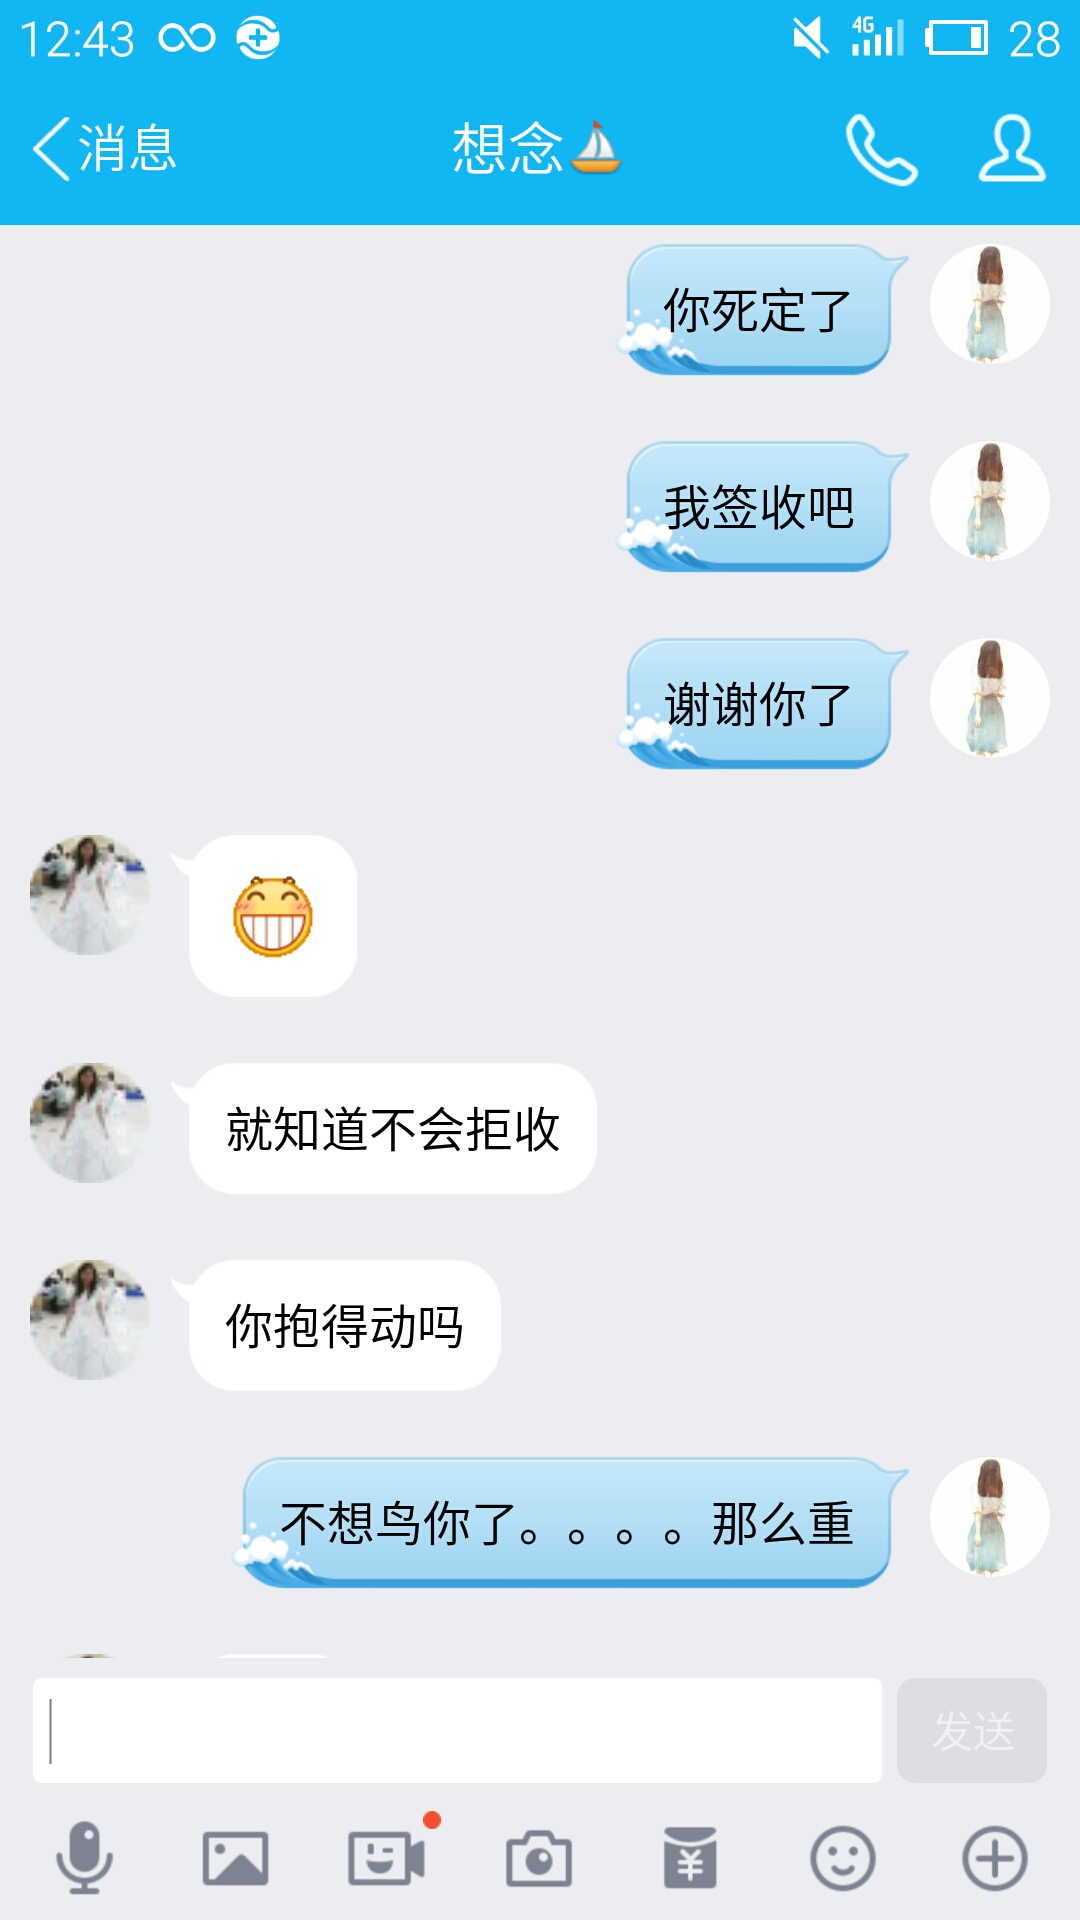 12:43
4G
28
消息
想念
你死定了
我签收吧
谢谢你了
就知道不会拒收
你抱得动吗
不想鸟你了。。。。那么重
发送
¥